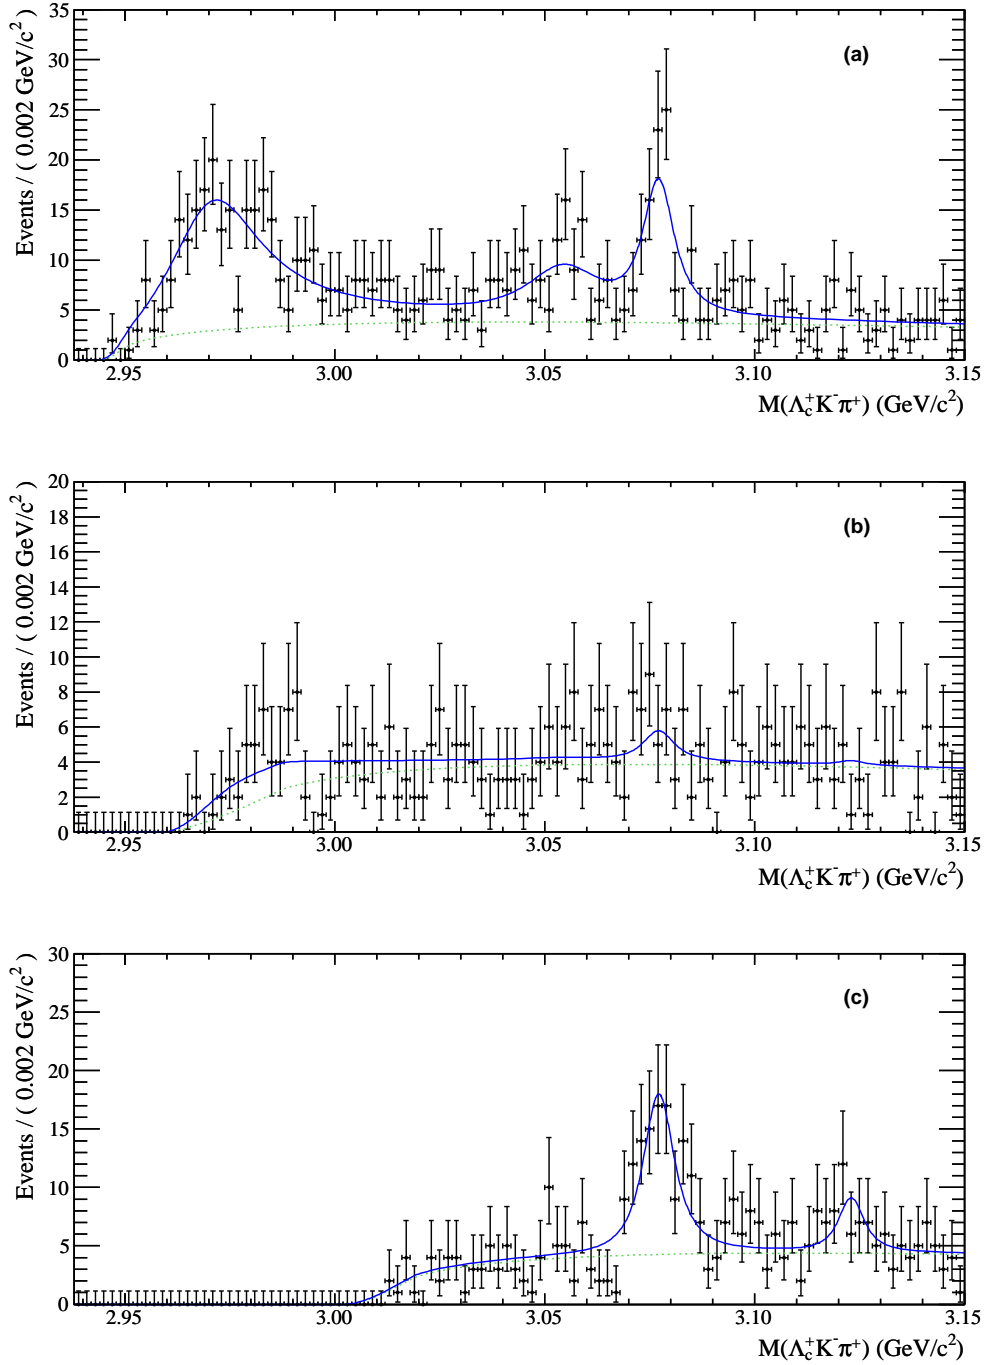 35
30
25
20
15
10
5
0
Events / ( 0.002 GeV/c² )
(a)
2.95 3.00 3.05 3.10 3.15
M(Λc⁺K⁻π⁺) (GeV/c²)
20
18
16
14
12
10
8
6
4
2
0
Events / ( 0.002 GeV/c² )
(b)
2.95 3.00 3.05 3.10 3.15
M(Λc⁺K⁻π⁺) (GeV/c²)
30
25
20
15
10
5
0
Events / ( 0.002 GeV/c² )
(c)
2.95 3.00 3.05 3.10 3.15
M(Λc⁺K⁻π⁺) (GeV/c²)